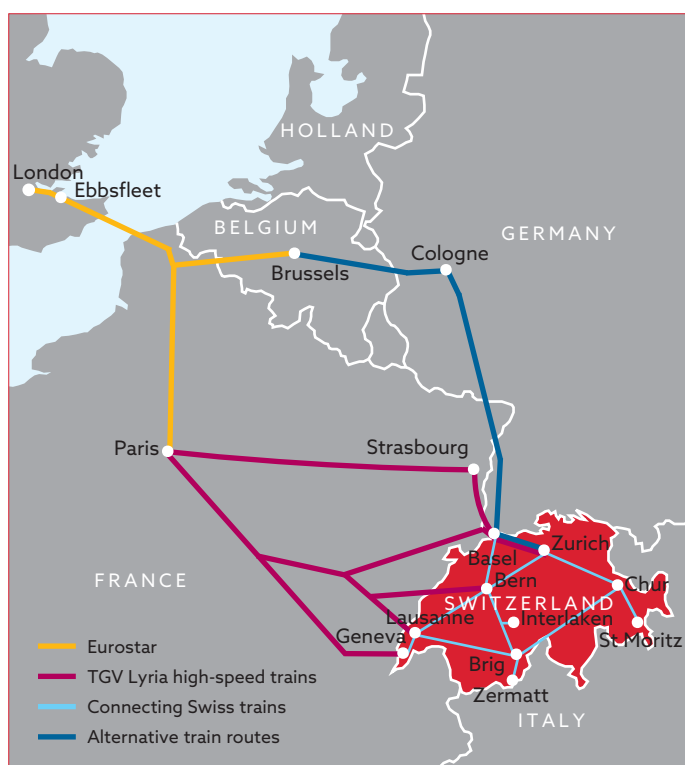 HOLLAND
London
Ebbsfleet
BELGIUM
GERMANY
Cologne
Brussels
Paris
Strasbourg
Basel
Zurich
FRANCE
Bern
Chur
SWITZERLAND
Lausanne
Interlaken
Geneva
St Moritz
Eurostar
Brig
TGV Lyria high-speed trains
Zermatt
Connecting Swiss trains
ITALY
Alternative train routes